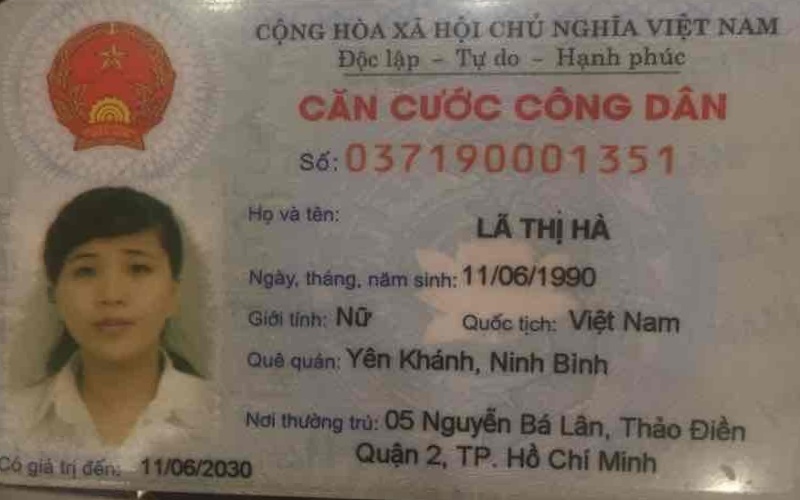 CỘNG HÒA XÃ HỘI CHỦ NGHĨA VIỆT NAM
Độc lập - Tự do - Hạnh phúc
CĂN CƯỚC CÔNG DÂN
Số: 037190001351
Họ và tên: LÃ THỊ HÀ
Ngày, tháng, năm sinh: 11/06/1990
Giới tính: Nữ Quốc tịch: Việt Nam
Quê quán: Yên Khánh, Ninh Bình
Nơi thường trú: 05 Nguyễn Bá Lân, Thảo Điền
Quận 2, TP. Hồ Chí Minh
Có giá trị đến: 11/06/2030